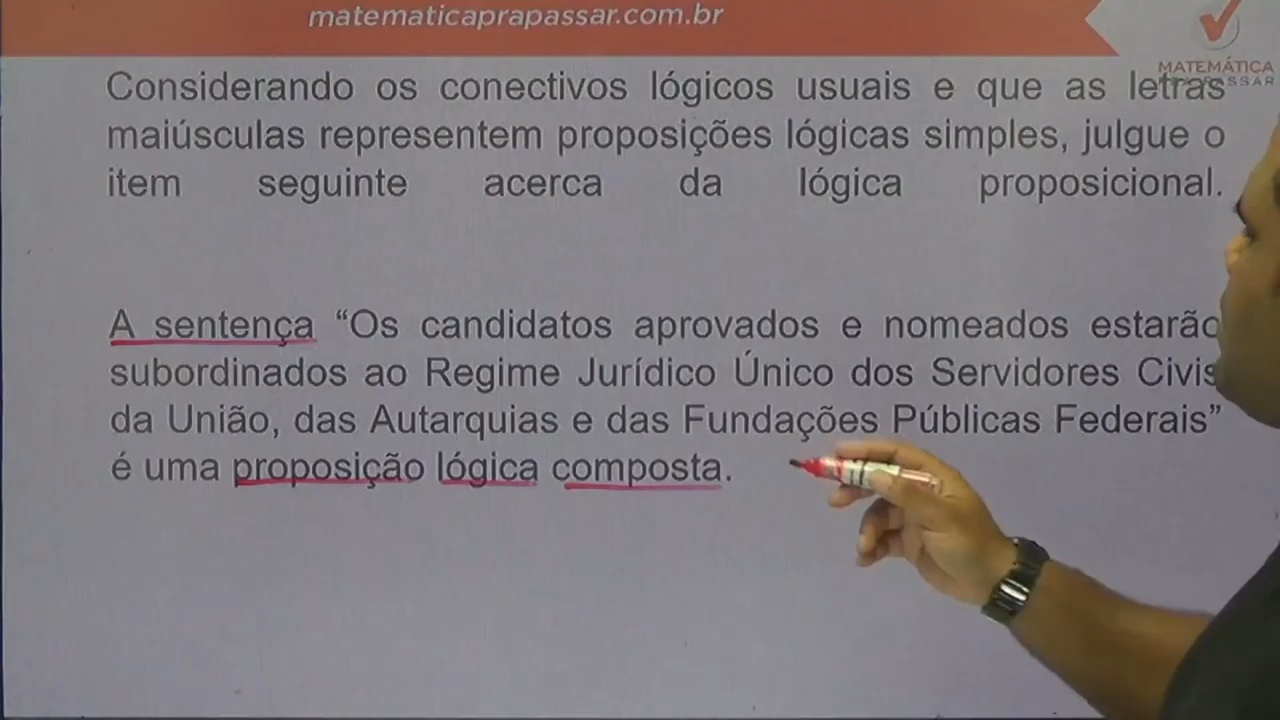 matematicaprapassar.com.br
MATEMÁTICA
Considerando os conectivos lógicos usuais e que as letras
maiúsculas representem proposições lógicas simples, julgue o
item seguinte acerca da lógica proposicional.
A sentença “Os candidatos aprovados e nomeados estarão
subordinados ao Regime Jurídico Único dos Servidores Civis
da União, das Autarquias e das Fundações Públicas Federais”
é uma proposição lógica composta.